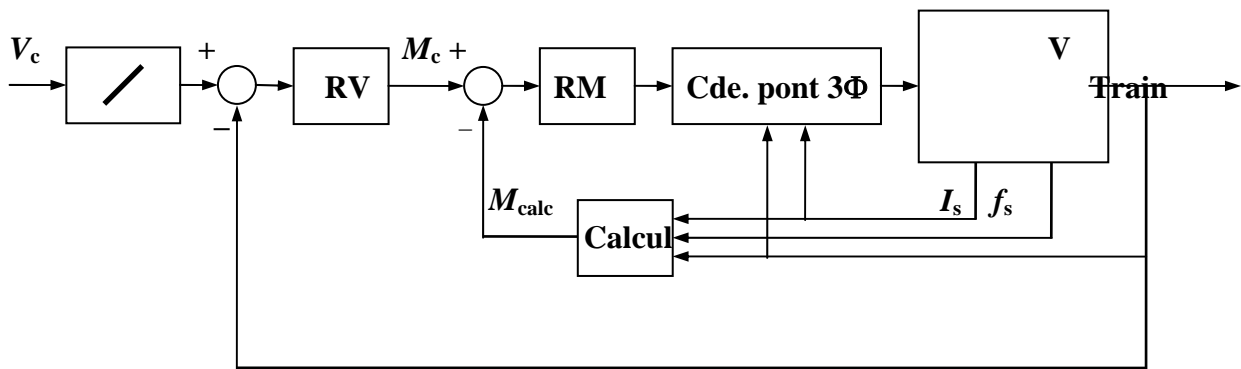 V
Vc + Mc +
RV RM Cde. pont 3Φ Train
− −
Mcalc Is fs
Calcul